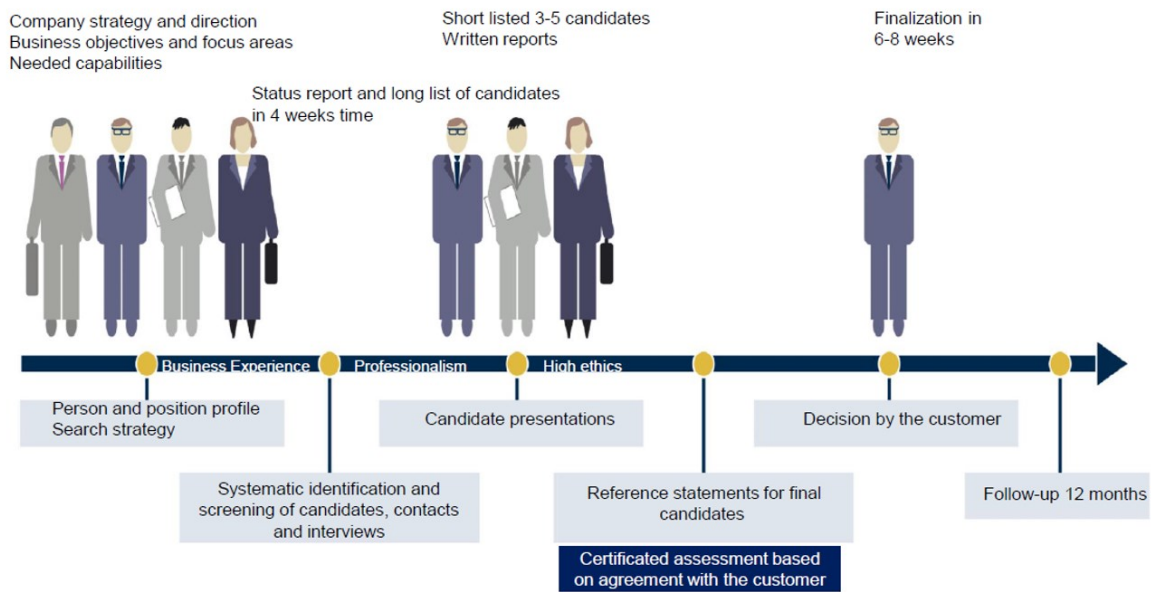 Company strategy and direction
Business objectives and focus areas
Needed capabilities
Short listed 3-5 candidates
Written reports
Finalization in
6-8 weeks
Status report and long list of candidates
in 4 weeks time
Business Experience
Professionalism
High ethics
Person and position profile
Search strategy
Candidate presentations
Decision by the customer
Systematic identification and
screening of candidates, contacts
and interviews
Reference statements for final
candidates
Follow-up 12 months
Certificated assessment based
on agreement with the customer